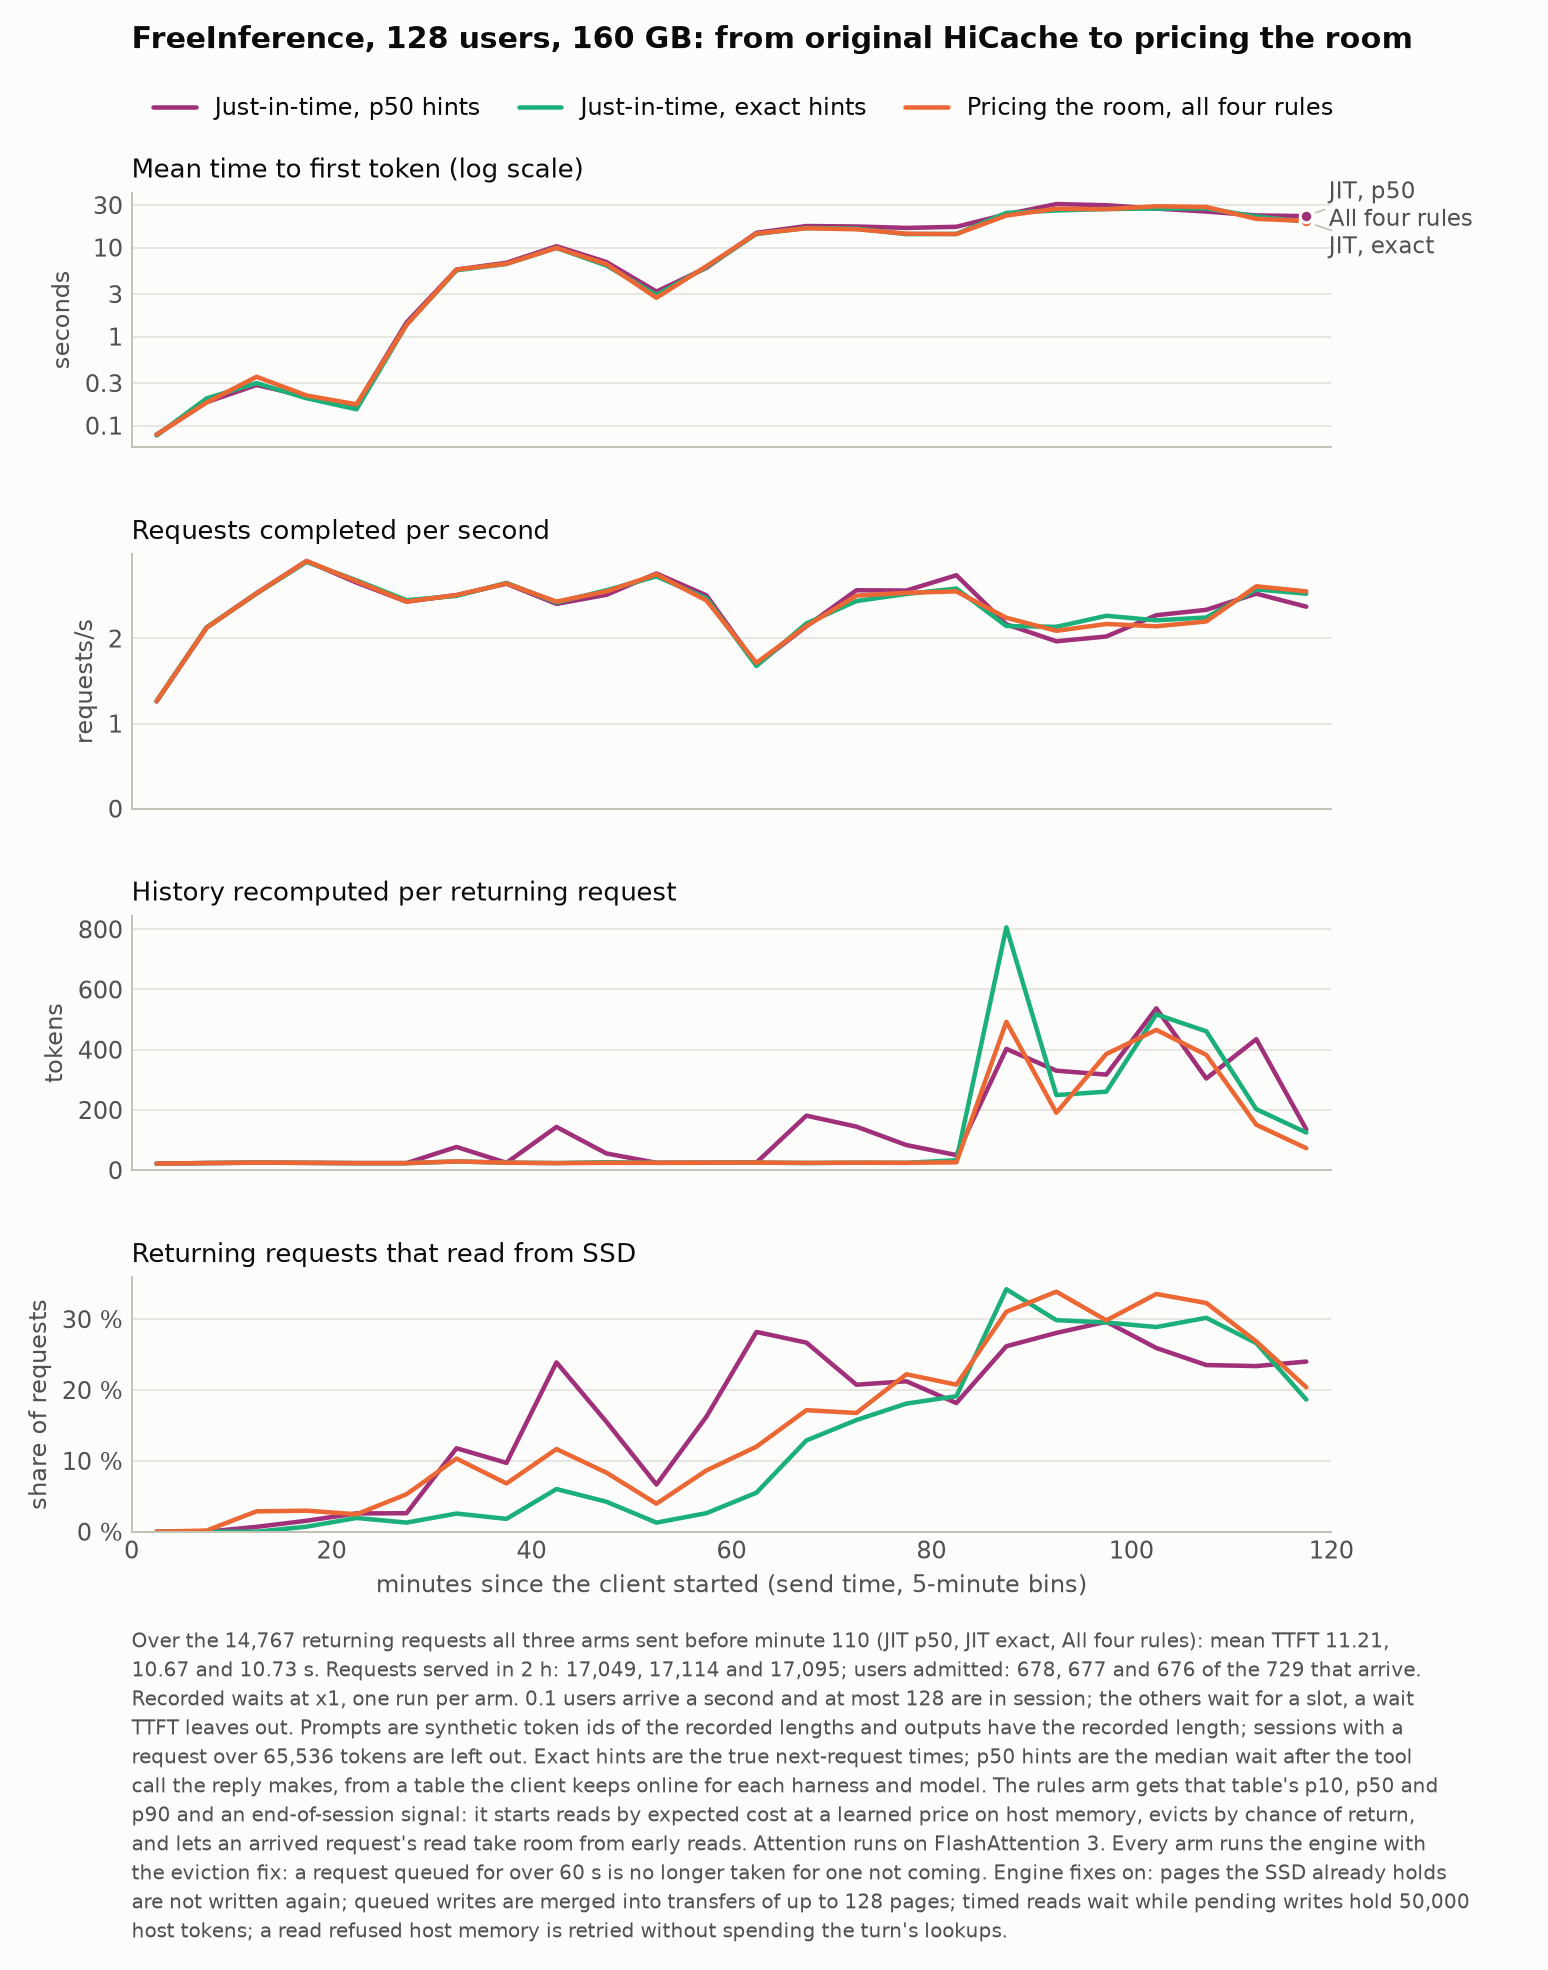 FreeInference, 128 users, 160 GB: from original HiCache to pricing the room
Just-in-time, p50 hints
Just-in-time, exact hints
Pricing the room, all four rules
Mean time to first token (log scale)
30
10
3
1
0.3
0.1
seconds
JIT, p50
All four rules
JIT, exact
Requests completed per second
2
1
0
requests/s
History recomputed per returning request
800
600
400
200
0
tokens
Returning requests that read from SSD
30 %
20 %
10 %
0 %
share of requests
0 20 40 60 80 100 120
minutes since the client started (send time, 5-minute bins)
Over the 14,767 returning requests all three arms sent before minute 110 (JIT p50, JIT exact, All four rules): mean TTFT 11.21,
10.67 and 10.73 s. Requests served in 2 h: 17,049, 17,114 and 17,095; users admitted: 678, 677 and 676 of the 729 that arrive.
Recorded waits at x1, one run per arm. 0.1 users arrive a second and at most 128 are in session; the others wait for a slot, a wait
TTFT leaves out. Prompts are synthetic token ids of the recorded lengths and outputs have the recorded length; sessions with a
request over 65,536 tokens are left out. Exact hints are the true next-request times; p50 hints are the median wait after the tool
call the reply makes, from a table the client keeps online for each harness and model. The rules arm gets that table's p10, p50 and
p90 and an end-of-session signal: it starts reads by expected cost at a learned price on host memory, evicts by chance of return,
and lets an arrived request's read take room from early reads. Attention runs on FlashAttention 3. Every arm runs the engine with
the eviction fix: a request queued for over 60 s is no longer taken for one not coming. Engine fixes on: pages the SSD already holds
are not written again; queued writes are merged into transfers of up to 128 pages; timed reads wait while pending writes hold 50,000
host tokens; a read refused host memory is retried without spending the turn's lookups.